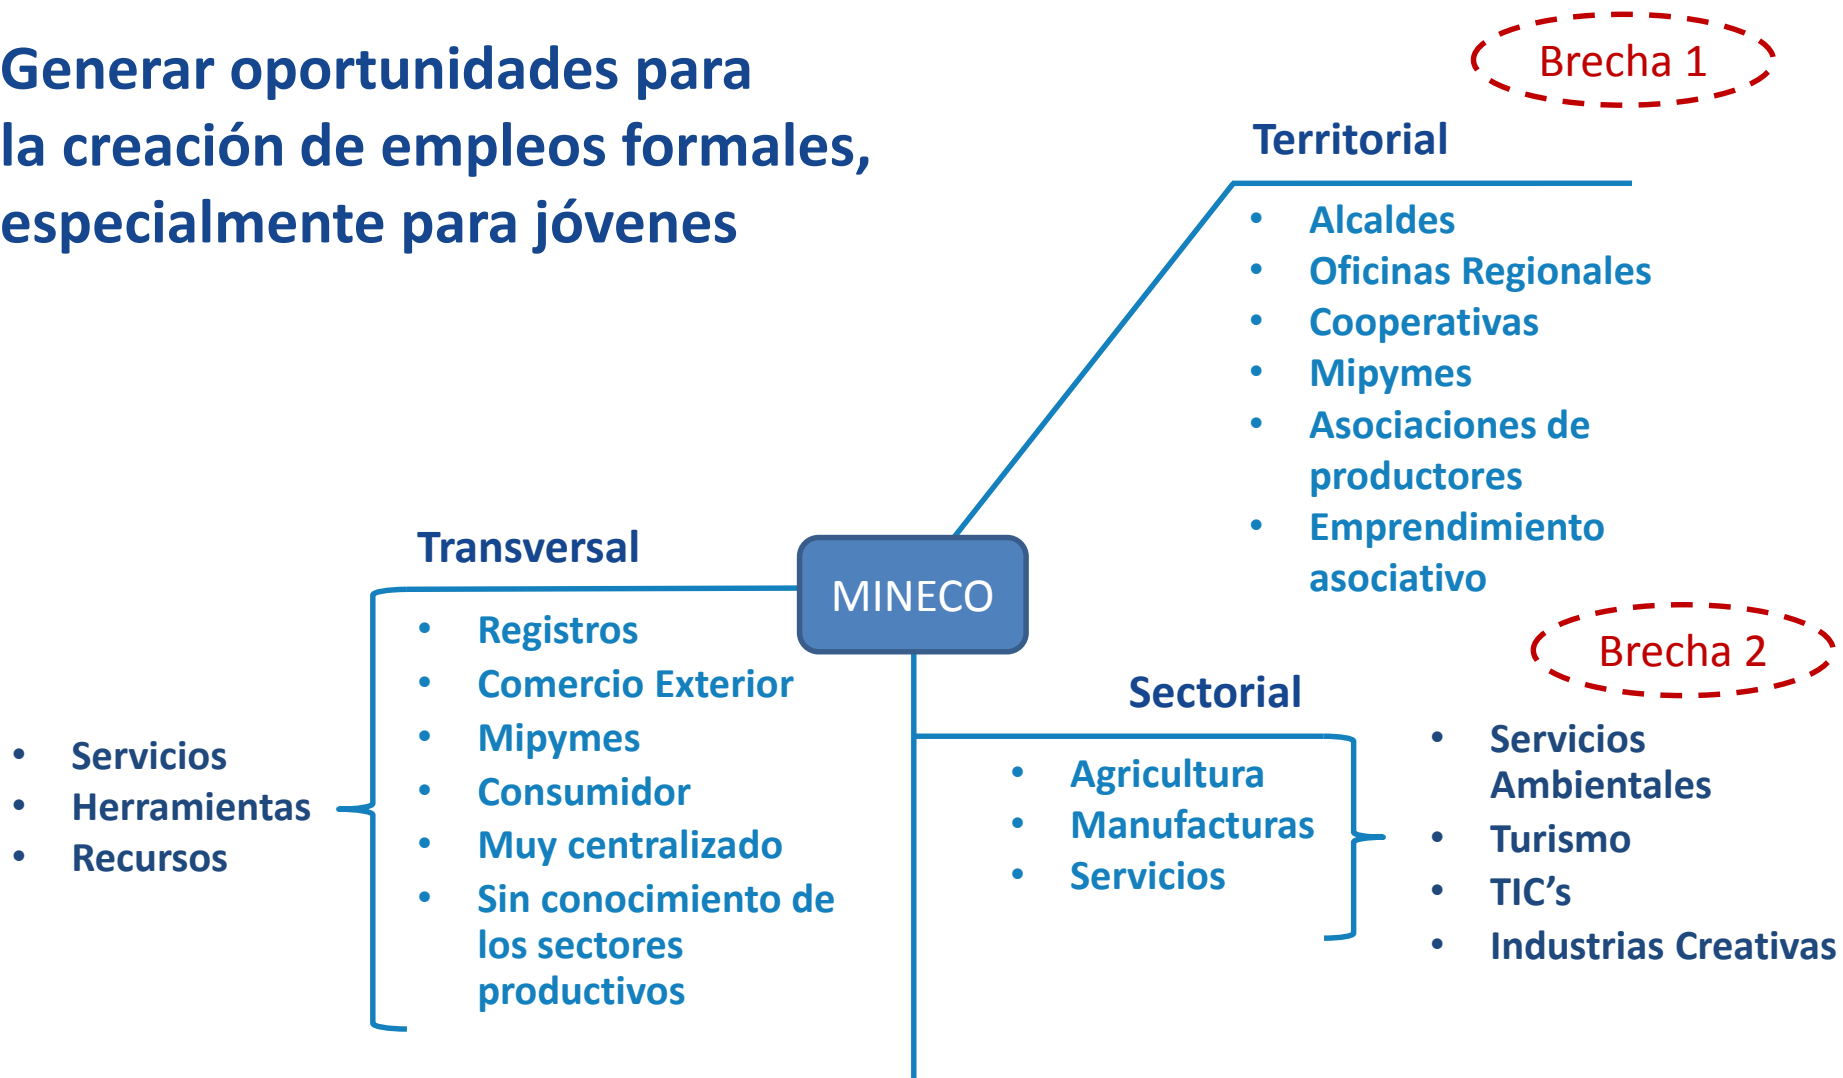 Generar oportunidades para
la creación de empleos formales,
especialmente para jóvenes
Brecha 1
Territorial
• Alcaldes
• Oficinas Regionales
• Cooperativas
• Mipymes
• Asociaciones de
productores
• Emprendimiento
asociativo
MINECO
Transversal
• Registros
• Comercio Exterior
• Mipymes
• Consumidor
• Muy centralizado
• Sin conocimiento de
los sectores
productivos
• Servicios
• Herramientas
• Recursos
Brecha 2
Sectorial
• Agricultura
• Manufacturas
• Servicios
• Servicios
Ambientales
• Turismo
• TIC’s
• Industrias Creativas